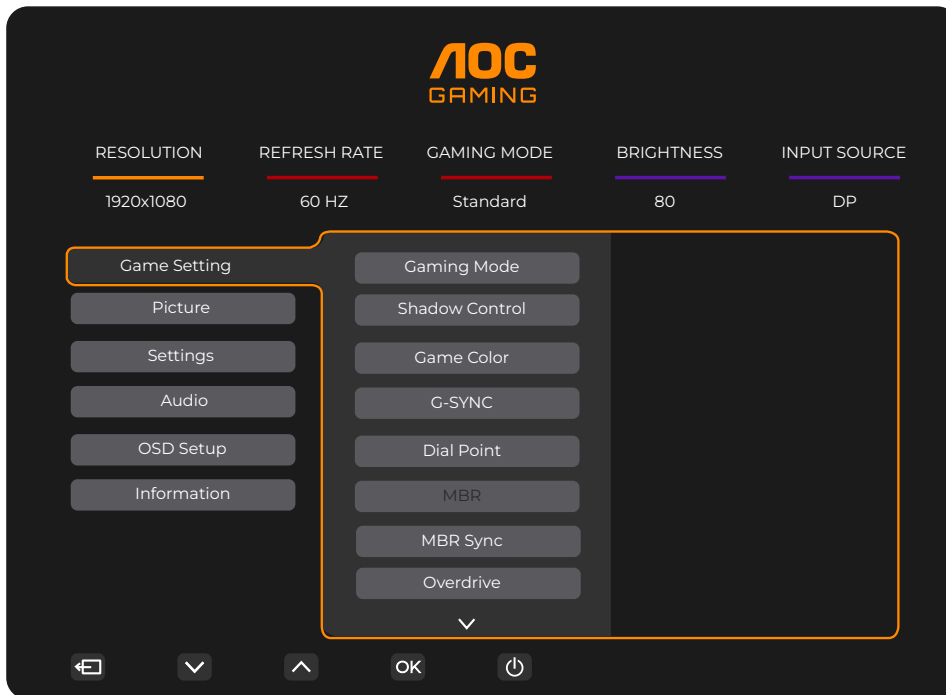 AOC
GAMING
RESOLUTION REFRESH RATE GAMING MODE BRIGHTNESS INPUT SOURCE
1920x1080 60 HZ Standard 80 DP
Game Setting
Picture
Settings
Audio
OSD Setup
Information
Gaming Mode
Shadow Control
Game Color
G-SYNC
Dial Point
MBR
MBR Sync
Overdrive
OK